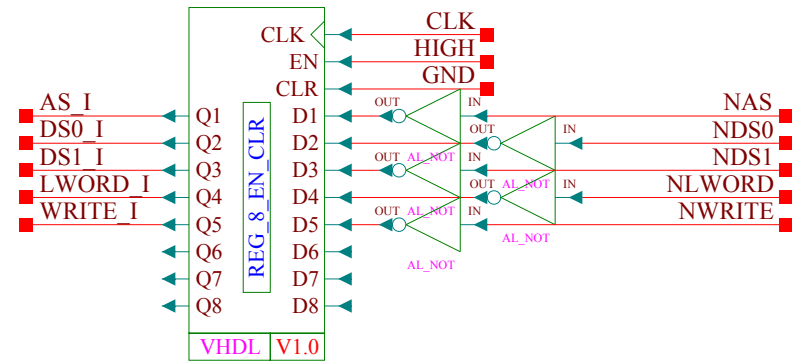 CLK CLK
EN HIGH
CLR GND
AS_I Q1 D1 OUT IN NAS
DS0_I Q2 D2 OUT IN NDS0
AL_NOT
DS1_I Q3 D3 OUT IN NDS1
AL_NOT
LWORD_I Q4 D4 OUT IN NLWORD
AL_NOT
WRITE_I Q5 D5 OUT IN NWRITE
AL_NOT
Q6 D6
AL_NOT
Q7 D7
Q8 D8
REG_8_EN_CLR
VHDL V1.0